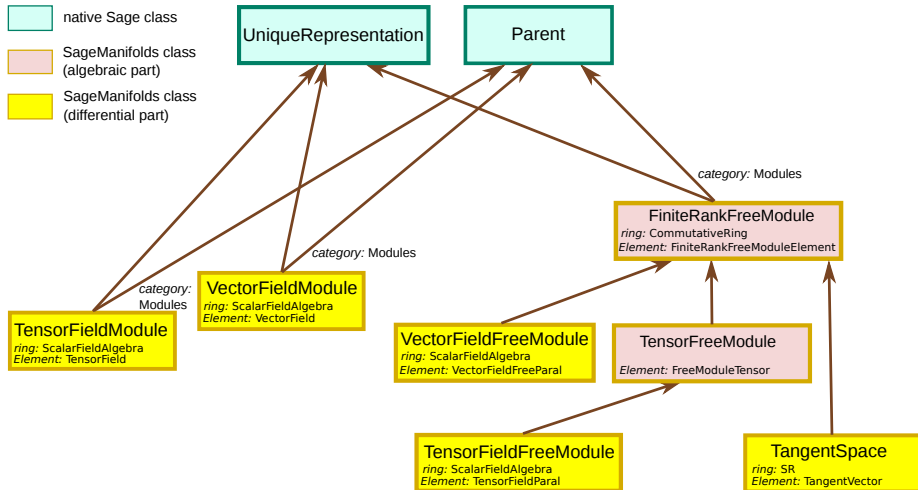 native Sage class
SageManifolds class
(algebraic part)
SageManifolds class
(differential part)
UniqueRepresentation
Parent
category: Modules
FiniteRankFreeModule
ring: CommutativeRing
Element: FiniteRankFreeModuleElement
category: Modules
category:
Modules
VectorFieldModule
ring: ScalarFieldAlgebra
Element: VectorField
TensorFieldModule
ring: ScalarFieldAlgebra
Element: TensorField
VectorFieldFreeModule
ring: ScalarFieldAlgebra
Element: VectorFieldFreeParal
TensorFreeModule
Element: FreeModuleTensor
TensorFieldFreeModule
ring: ScalarFieldAlgebra
Element: TensorFieldParal
TangentSpace
ring: SR
Element: TangentVector